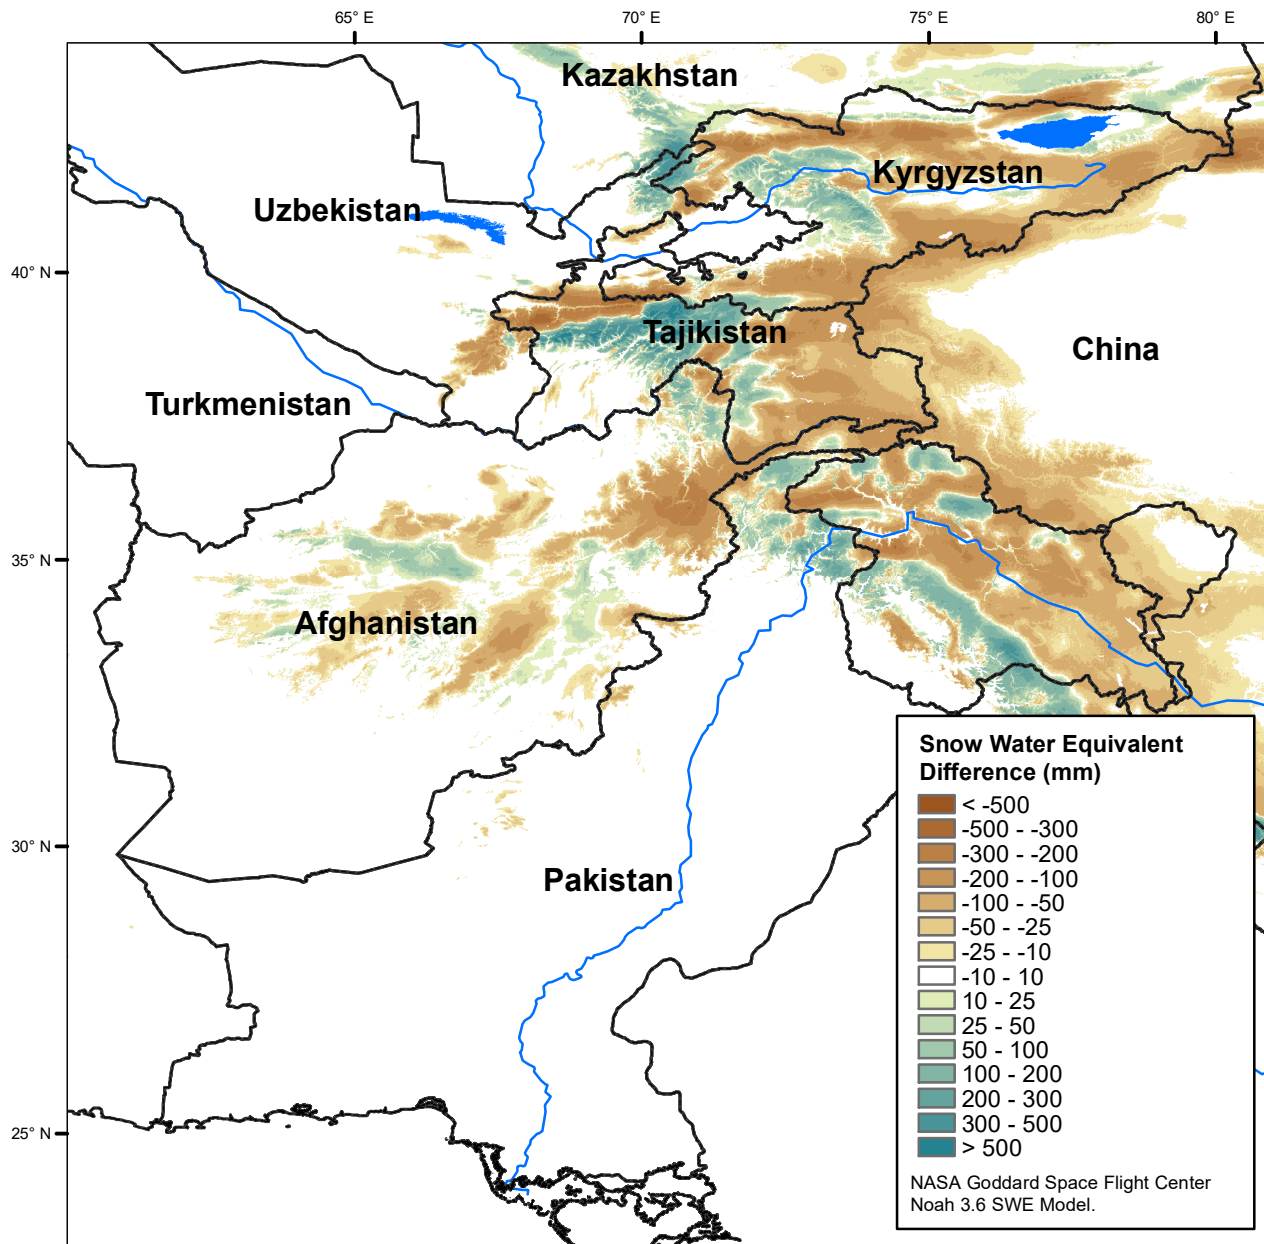 65° E
70° E
75° E
80° E
Kazakhstan
Kyrgyzstan
Uzbekistan
40° N
Tajikistan
China
Turkmenistan
35° N
Afghanistan
30° N
Pakistan
25° N
Snow Water Equivalent
Difference (mm)
< -500
-500 - -300
-300 - -200
-200 - -100
-100 - -50
-50 - -25
-25 - -10
-10 - 10
10 - 25
25 - 50
50 - 100
100 - 200
200 - 300
300 - 500
> 500
NASA Goddard Space Flight Center
Noah 3.6 SWE Model.